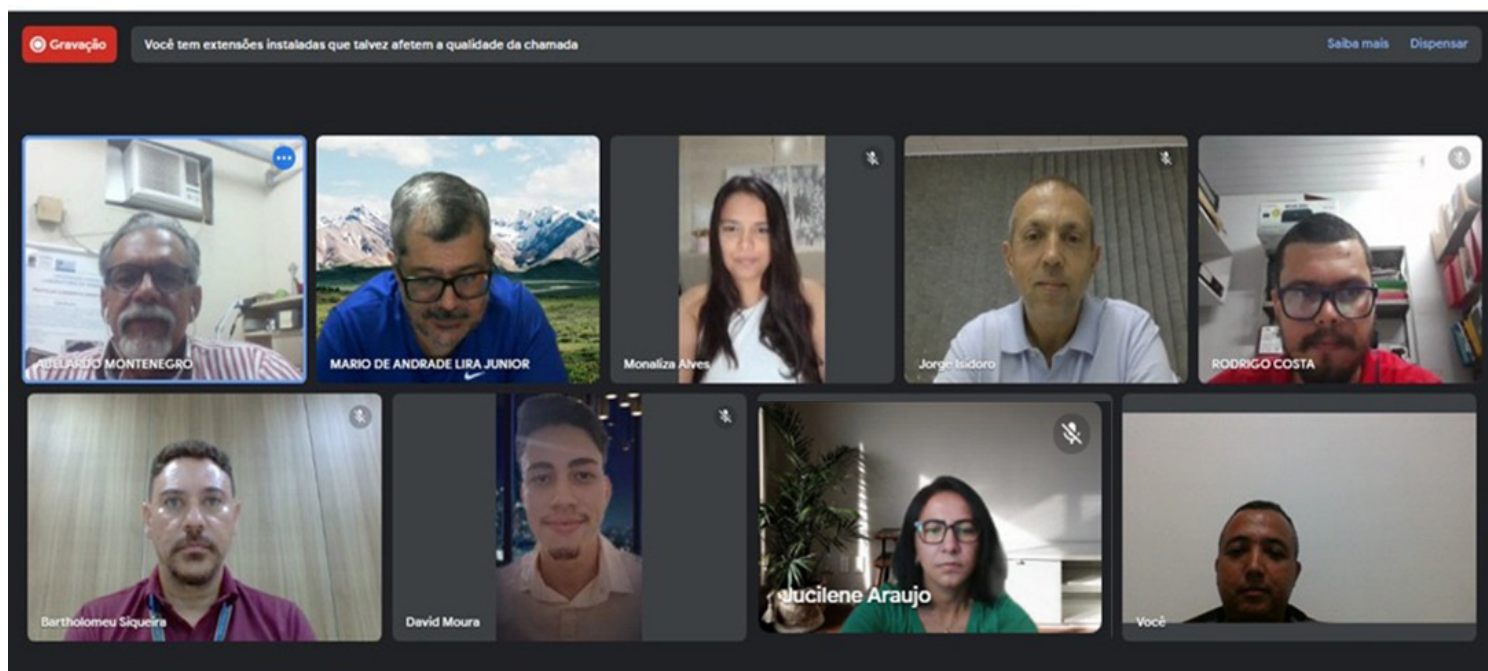 Gravação
Você tem extensões instaladas que talvez afetem a qualidade da chamada
Saiba mais
Dispensar
ABELARDO MONTENEGRO
MARIO DE ANDRADE LIRA JUNIOR
Monaliza Alves
Jorge Isidoro
RODRIGO COSTA
Bartholomeu Siqueira
David Moura
Jucilene Araujo
Você